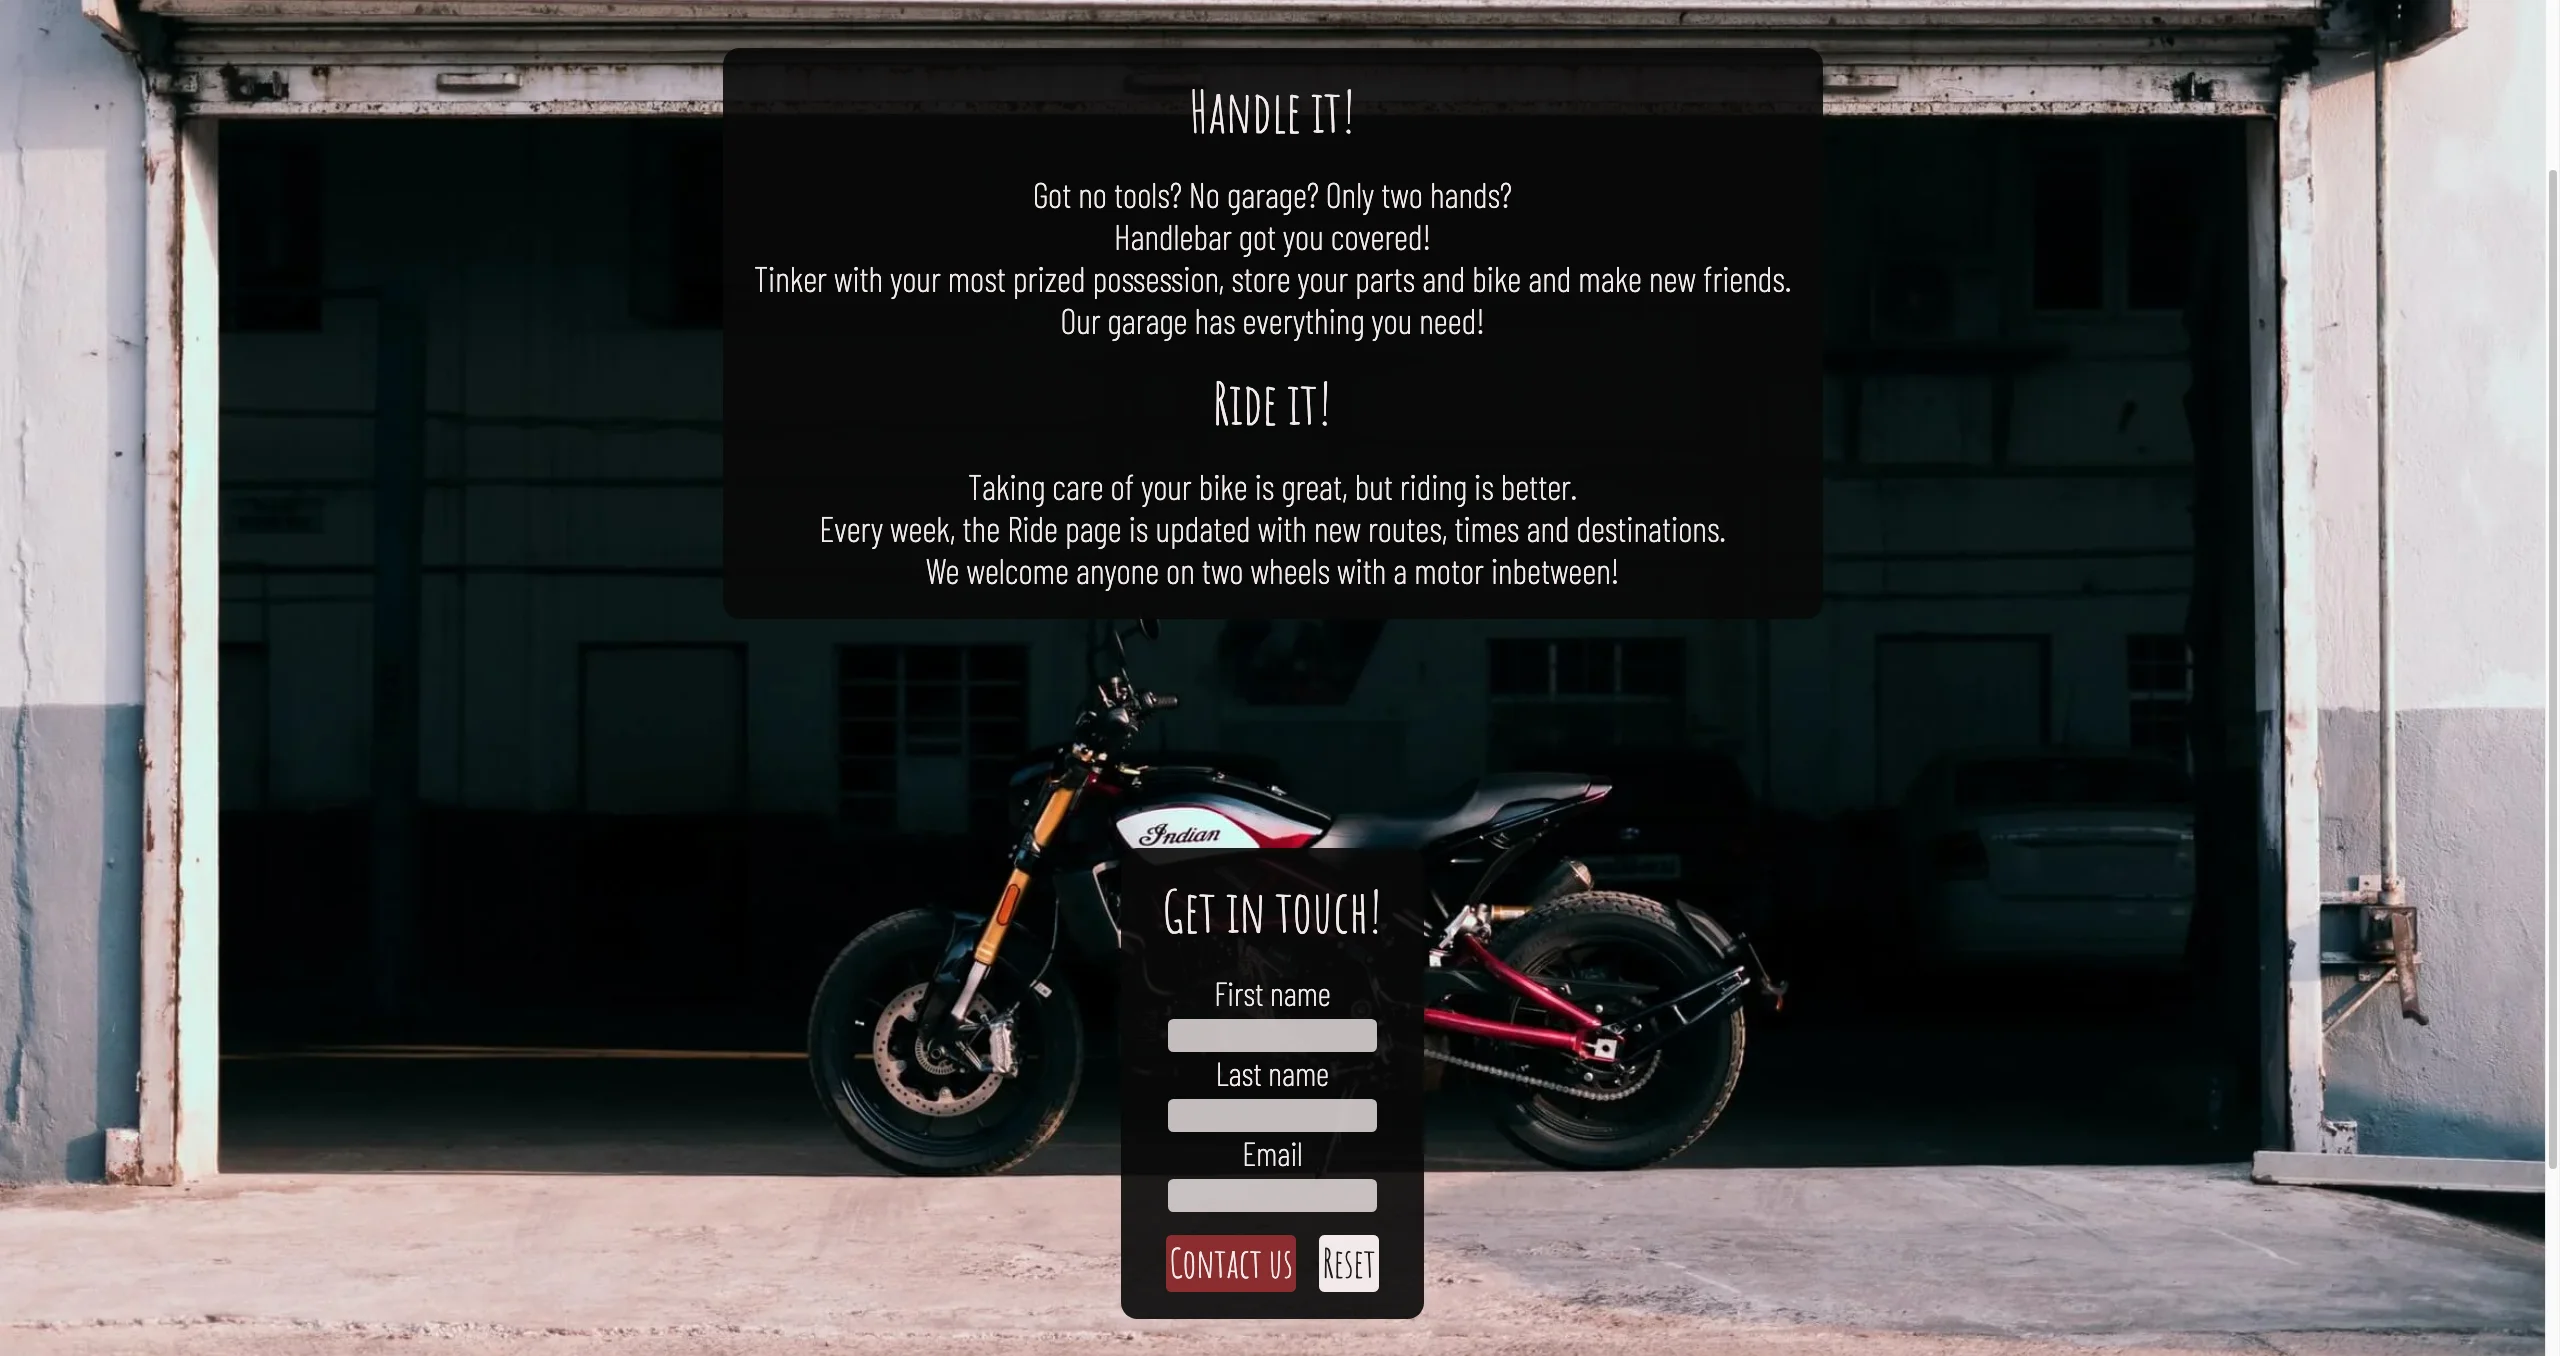 Handle it!
Got no tools? No garage? Only two hands?
Handlebar got you covered!
Tinker with your most prized possession, store your parts and bike and make new friends.
Our garage has everything you need!
Ride it!
Taking care of your bike is great, but riding is better.
Every week, the Ride page is updated with new routes, times and destinations.
We welcome anyone on two wheels with a motor inbetween!
Indian
Get in touch!
First name
Last name
Email
Contact us Reset